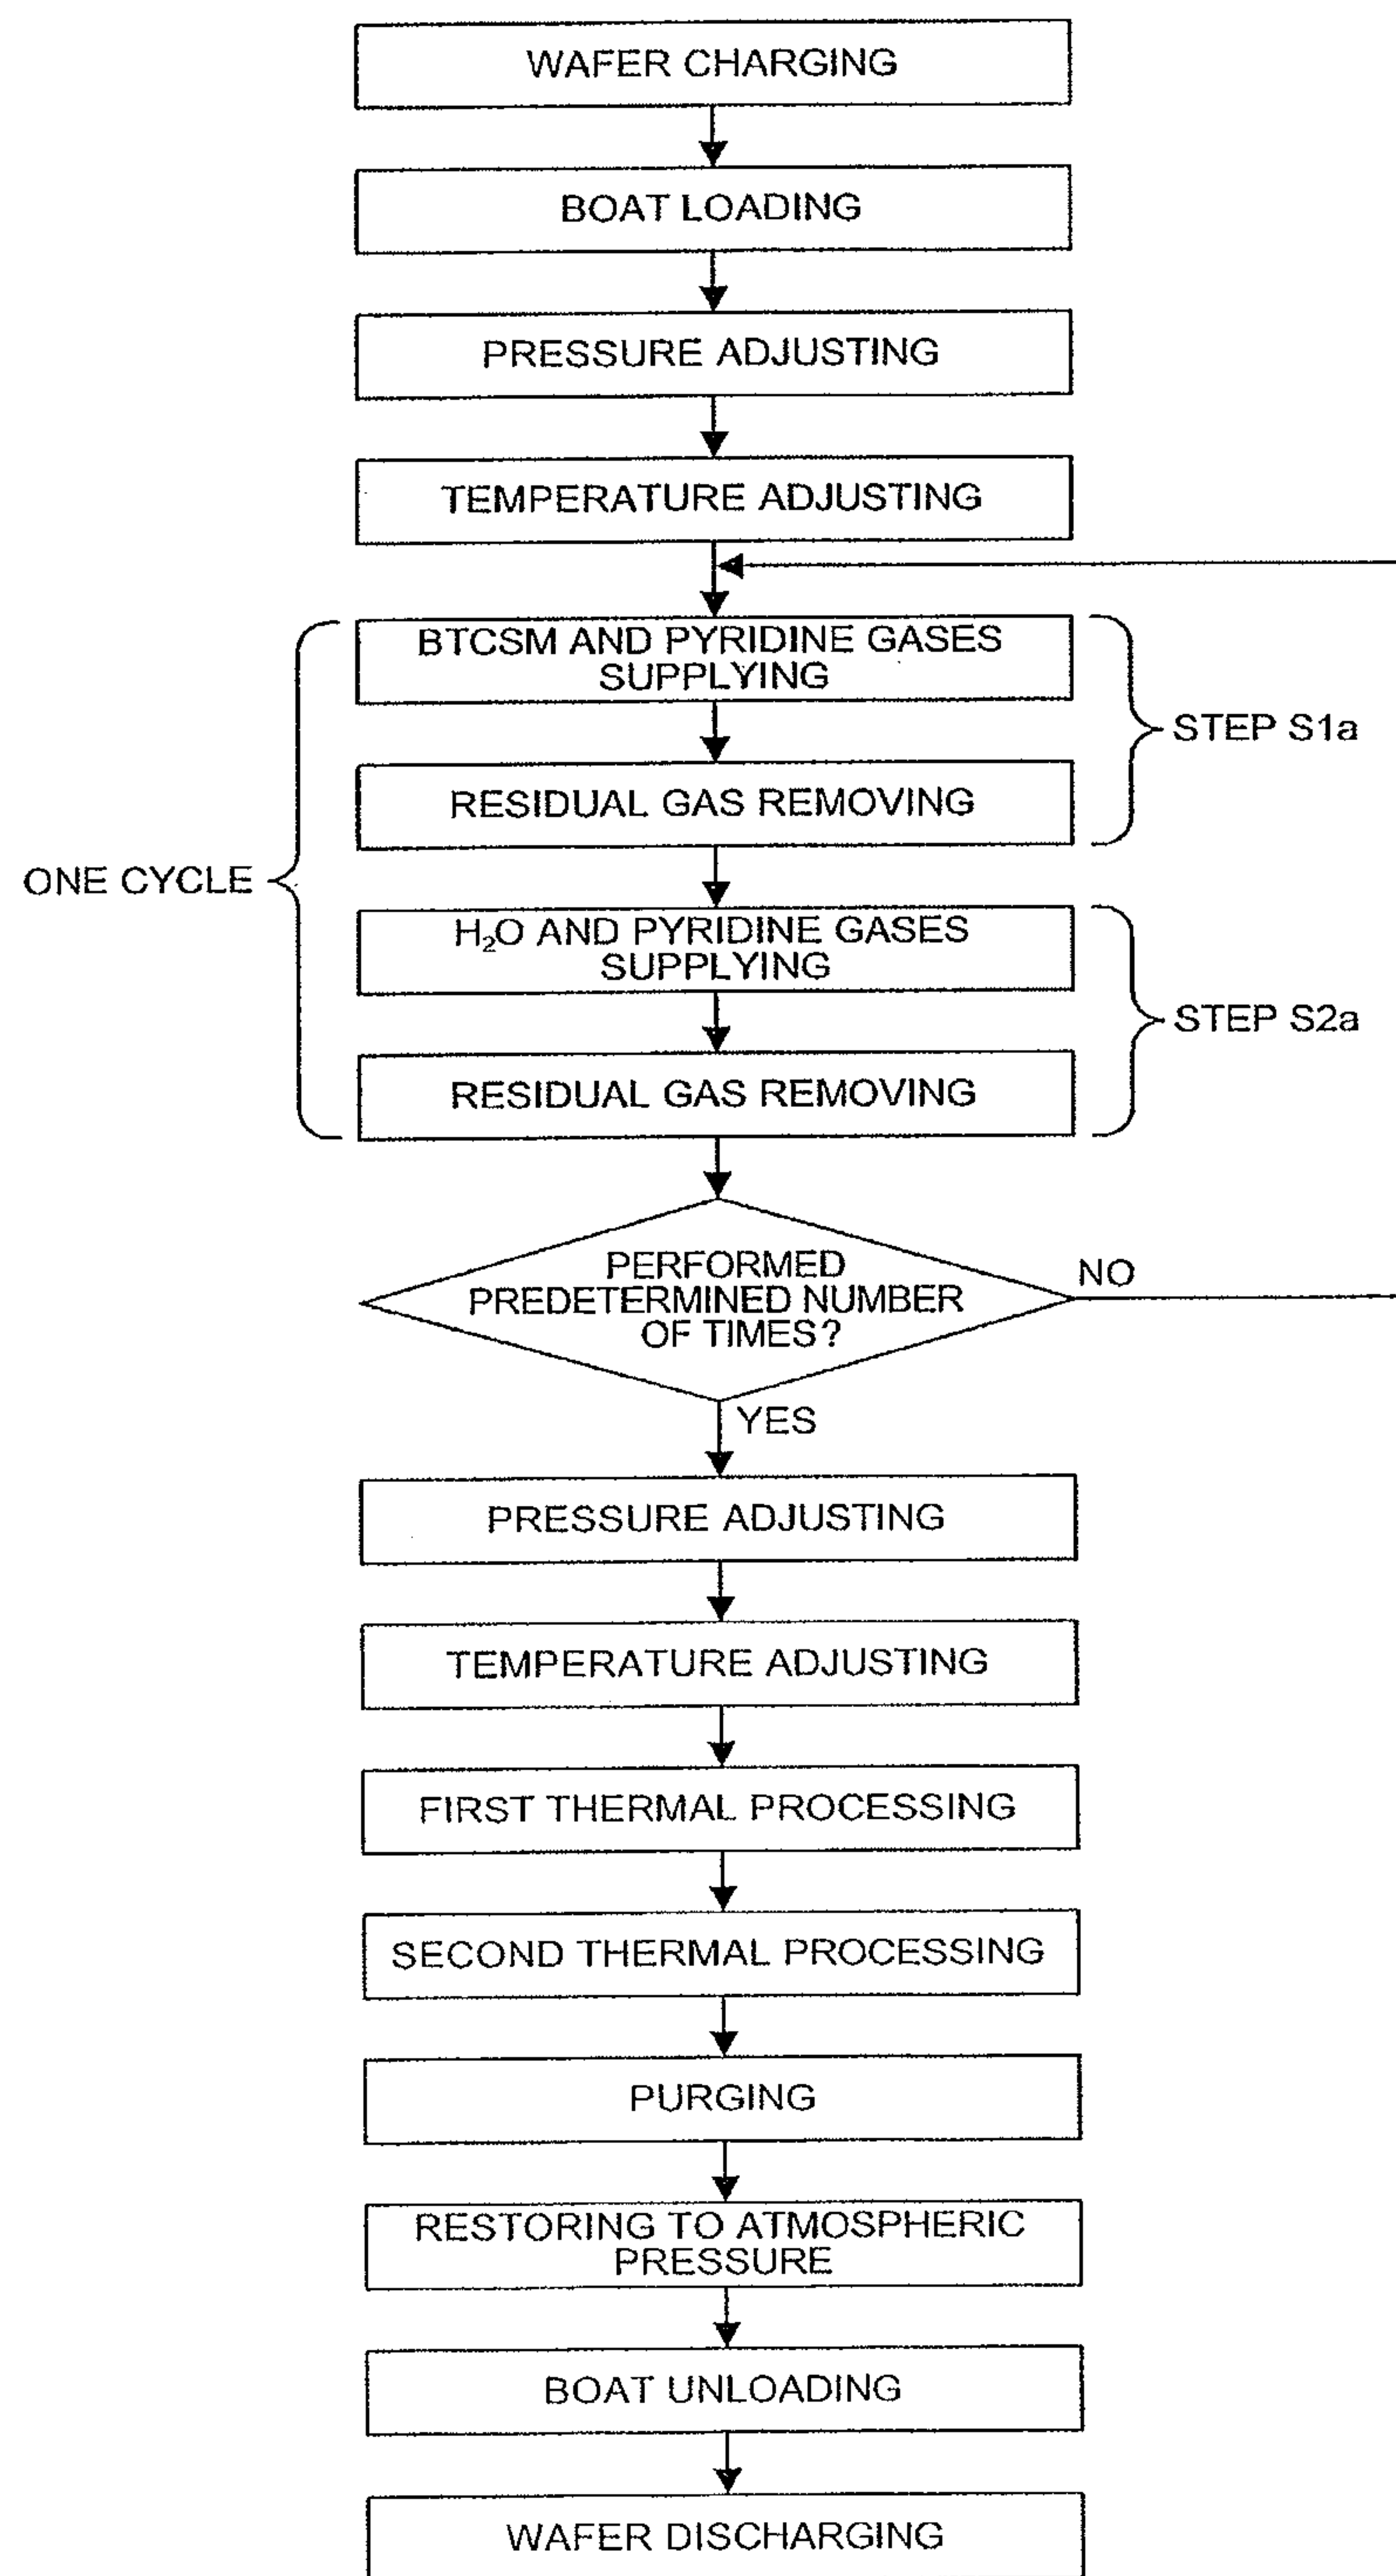 WAFER CHARGING
BOAT LOADING
PRESSURE ADJUSTING
TEMPERATURE ADJUSTING
BTCSM AND PYRIDINE GASES
SUPPLYING
STEP S1a
RESIDUAL GAS REMOVING
ONE CYCLE
H₂O AND PYRIDINE GASES
SUPPLYING
STEP S2a
RESIDUAL GAS REMOVING
PERFORMED
PREDETERMINED NUMBER
OF TIMES?
NO
YES
PRESSURE ADJUSTING
TEMPERATURE ADJUSTING
FIRST THERMAL PROCESSING
SECOND THERMAL PROCESSING
PURGING
RESTORING TO ATMOSPHERIC
PRESSURE
BOAT UNLOADING
WAFER DISCHARGING